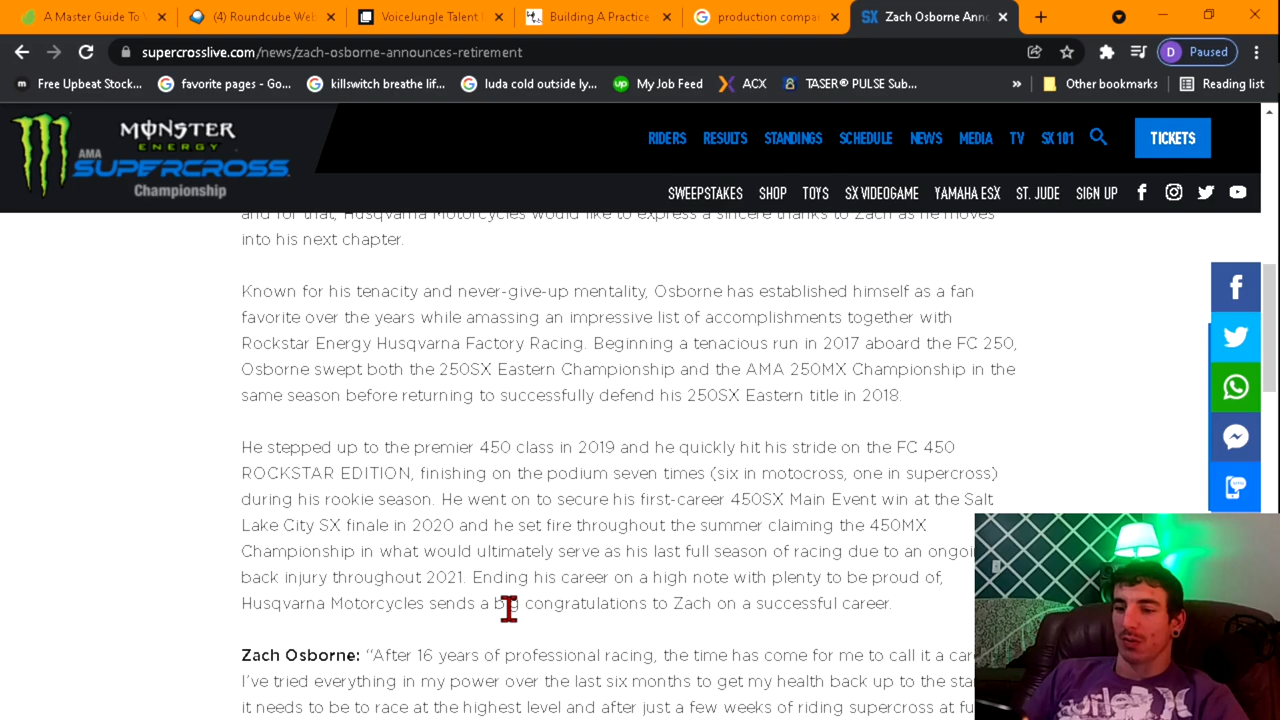 A Master Guide To
(4) Roundcube Web
VoiceJungle Talent
Building A Practice
production compa
Zach Osborne Ann
supercrosslive.com/news/zach-osborne-announces-retirement
D Paused
Free Upbeat Stock...
favorite pages - Go...
killswitch breathe lif...
luda cold outside ly...
My Job Feed
ACX
TASER® PULSE Sub...
Other bookmarks
Reading list
MONSTER
ENERGY
AMA
SUPERCROSS
Championship
RIDERS RESULTS STANDINGS SCHEDULE NEWS MEDIA TV SX 101 TICKETS
SWEEPSTAKES SHOP TOYS SX VIDEOGAME YAMAHA ESX ST. JUDE SIGN UP
and for that, Husqvarna Motorcycles would like to express a sincere thanks to Zach as he moves
into his next chapter.
Known for his tenacity and never-give-up mentality, Osborne has established himself as a fan
favorite over the years while amassing an impressive list of accomplishments together with
Rockstar Energy Husqvarna Factory Racing. Beginning a tenacious run in 2017 aboard the FC 250,
Osborne swept both the 250SX Eastern Championship and the AMA 250MX Championship in the
same season before returning to successfully defend his 250SX Eastern title in 2018.
He stepped up to the premier 450 class in 2019 and he quickly hit his stride on the FC 450
ROCKSTAR EDITION, finishing on the podium seven times (six in motocross, one in supercross)
during his rookie season. He went on to secure his first-career 450SX Main Event win at the Salt
Lake City SX finale in 2020 and he set fire throughout the summer claiming the 450MX
Championship in what would ultimately serve as his last full season of racing due to an ongoi
back injury throughout 2021. Ending his career on a high note with plenty to be proud of,
Husqvarna Motorcycles sends a big congratulations to Zach on a successful career.
Zach Osborne: "After 16 years of professional racing, the time has come for me to call it a car
I've tried everything in my power over the last six months to get my health back up to the sta
it needs to be to race at the highest level and after just a few weeks of riding supercross at fu